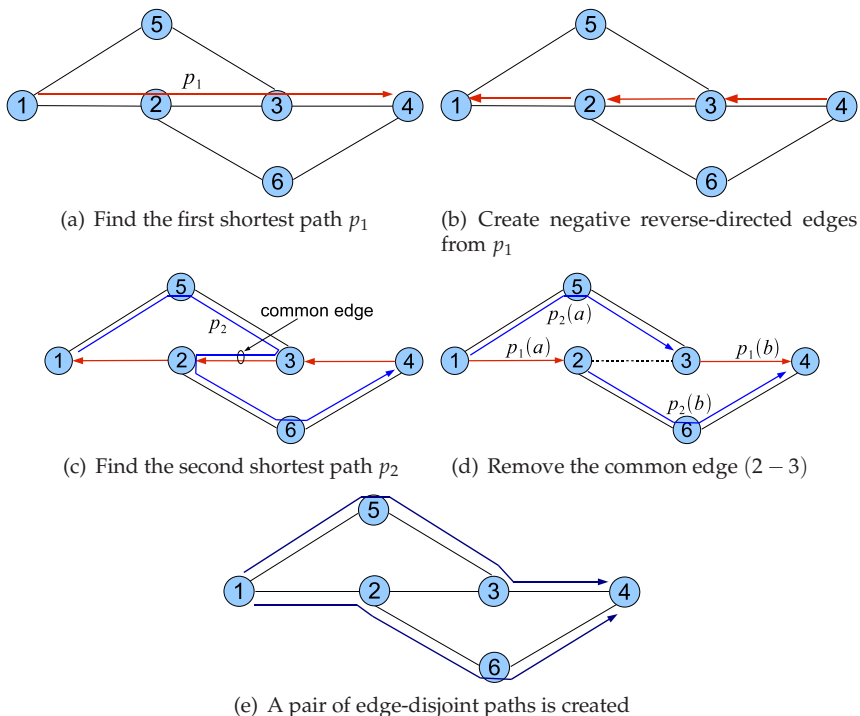 5
5
p₁
1
2
3
4
1
2
3
4
6
6
(a) Find the first shortest path p₁
(b) Create negative reverse-directed edges
from p₁
5
p₂
common edge
1
2
3
4
6
(c) Find the second shortest path p₂
5
p₂(a)
1
p₁(a)
2
3
p₁(b)
4
p₂(b)
6
(d) Remove the common edge (2 − 3)
5
1
2
3
4
6
(e) A pair of edge-disjoint paths is created